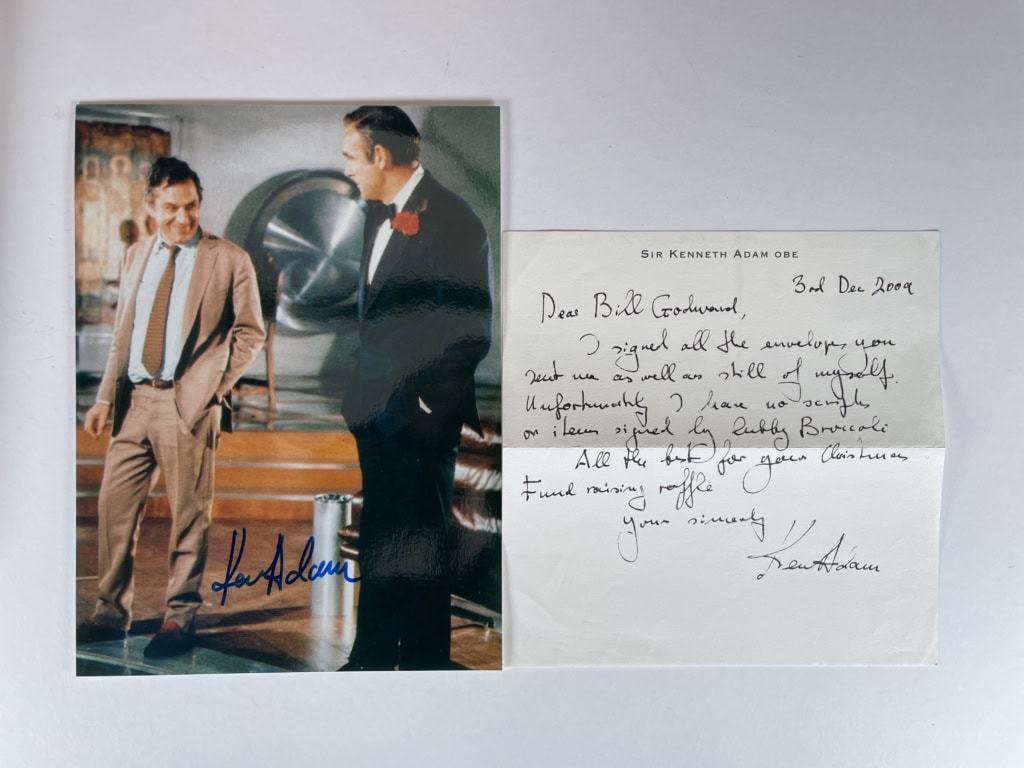 Ken Adam
SIR KENNETH ADAM OBE
3rd Dec 2009
Dear Bill Godward,
I signed all the envelopes you
sent me as well as still of myself.
Unfortunately I have no scripts
or items signed by Cubby Broccoli
All the best for your Christmas
Fund raising raffle
Yours sincerely
Ken Adam